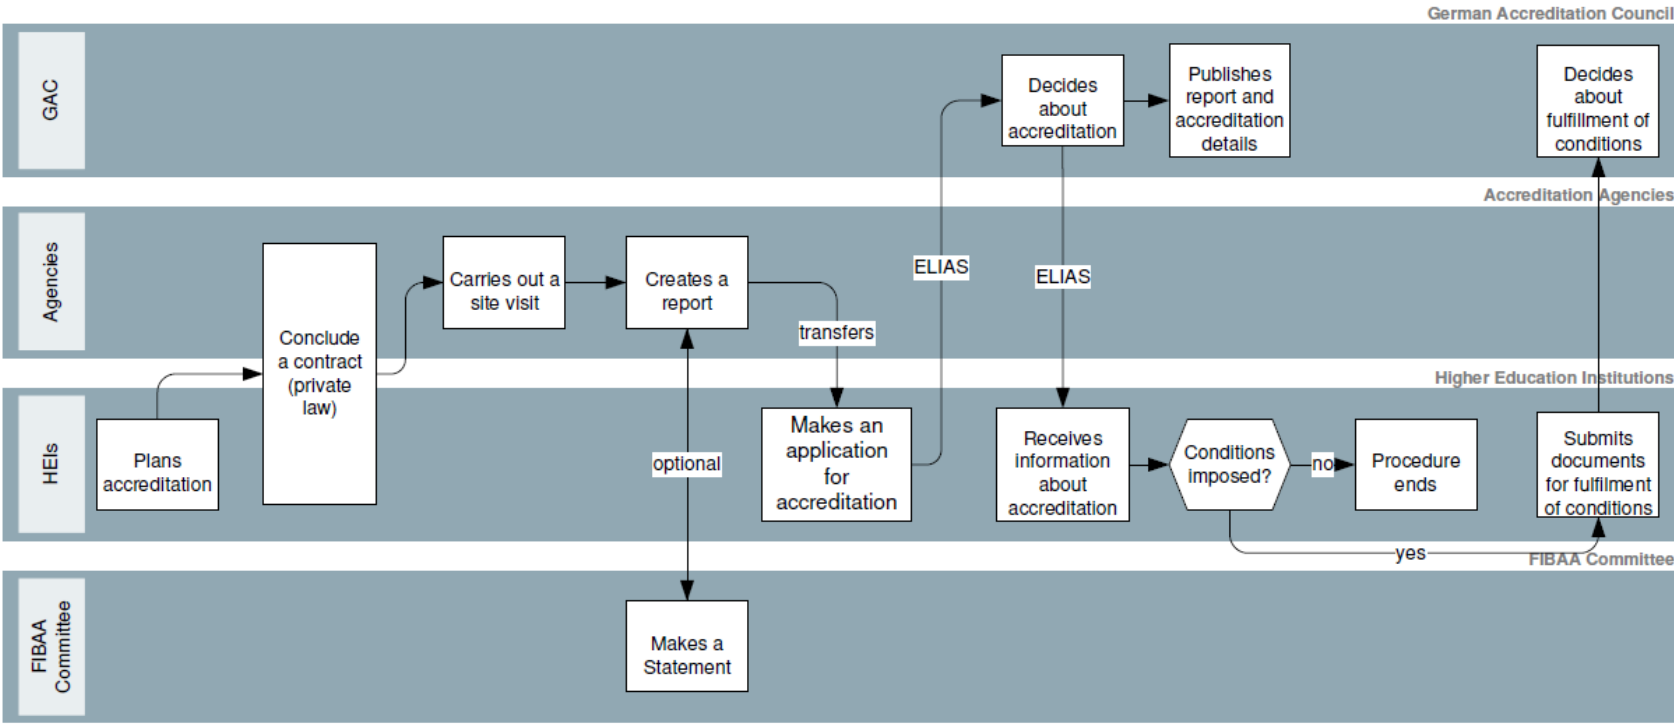 German Accreditation Council
GAC
Decides
about
accreditation
Publishes
report and
accreditation
details
Decides
about
fulfillment of
conditions
Accreditation Agencies
Agencies
Conclude
a contract
(private
law)
Carries out a
site visit
Creates a
report
transfers
ELIAS
ELIAS
Higher Education Institutions
HEIs
Plans
accreditation
optional
Makes an
application
for
accreditation
Receives
information
about
accreditation
Conditions
imposed?
no
Procedure
ends
Submits
documents
for fulfilment
of conditions
yes
FIBAA Committee
FIBAA
Committee
Makes a
Statement